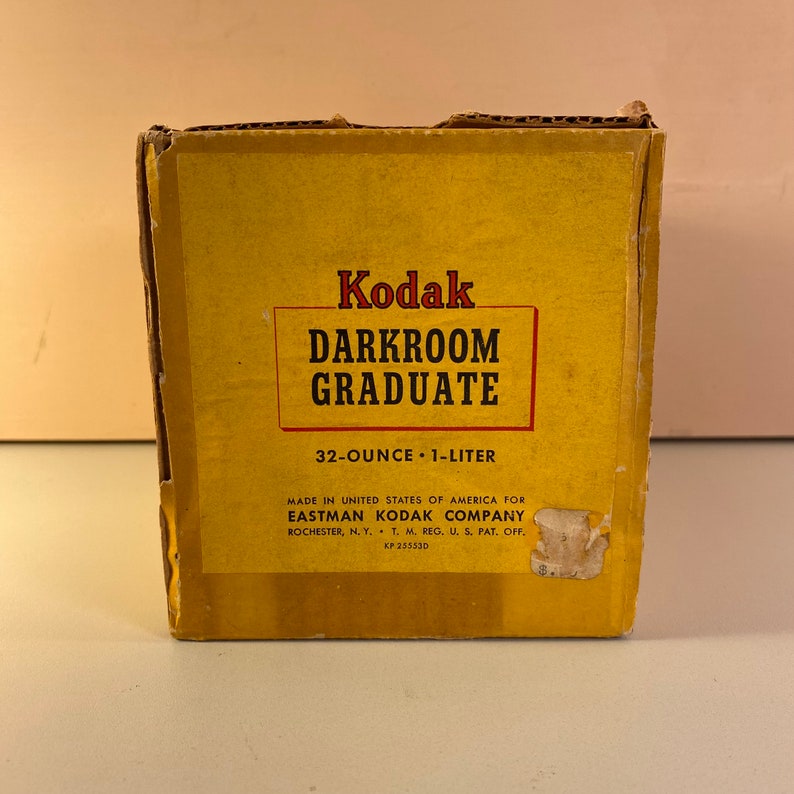 Kodak
DARKROOM
GRADUATE
32-OUNCE • 1-LITER
MADE IN UNITED STATES OF AMERICA FOR
EASTMAN KODAK COMPANY
ROCHESTER, N. Y. • T. M. REG. U. S. PAT. OFF.
KP 25553D
$.